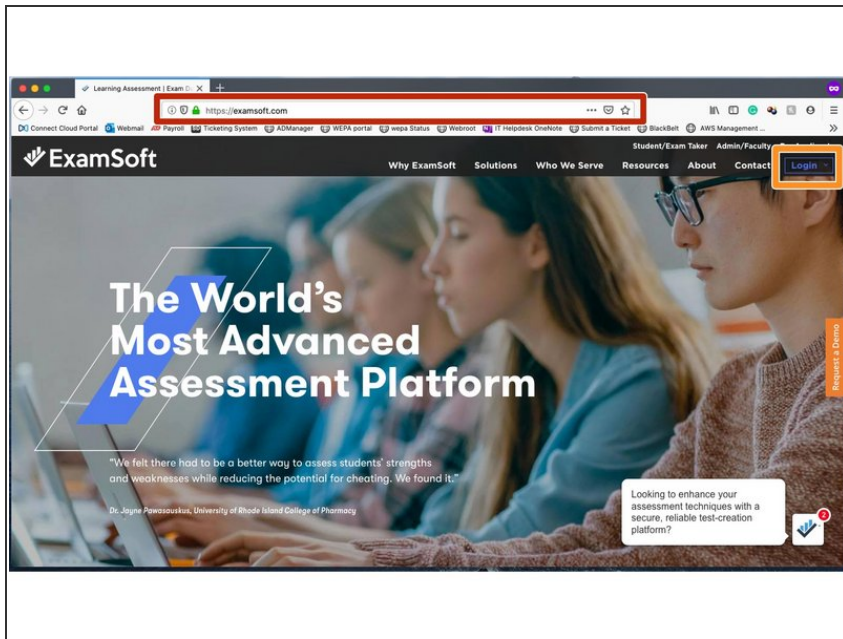 Learning Assessment | Exam D
https://examsoft.com
Connect Cloud Portal Webmail Payroll Ticketing System ADManager WEPA portal wepa Status Webroot IT Helpdesk OneNote Submit a Ticket BlackBelt AWS Management ...
Student/Exam Taker Admin/Faculty
ExamSoft
Why ExamSoft Solutions Who We Serve Resources About Contact Login
The World's
Most Advanced
Assessment Platform
Request a Demo
"We felt there had to be a better way to assess students' strengths
and weaknesses while reducing the potential for cheating. We found it."
Dr. Jayne Pawasauskus, University of Rhode Island College of Pharmacy
Looking to enhance your
assessment techniques with a
secure, reliable test-creation
platform?
2